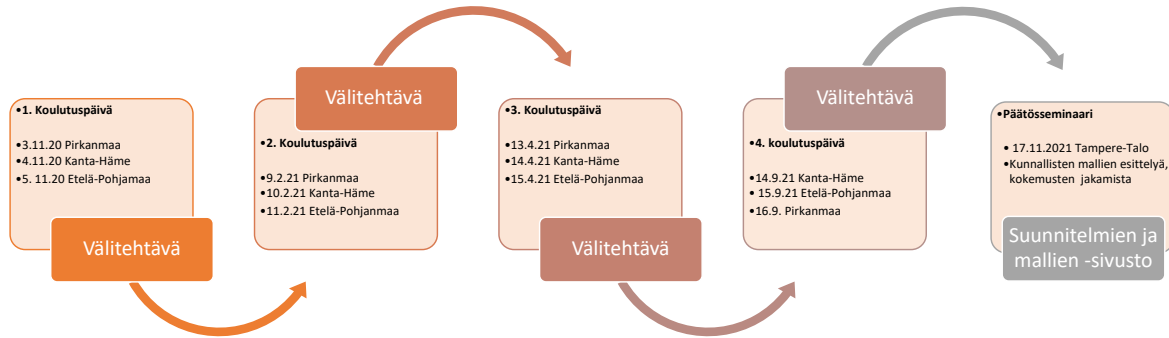 •1. Koulutuspäivä
•3.11.20 Pirkanmaa
•4.11.20 Kanta-Häme
•5. 11.20 Etelä-Pohjamaa
Välitehtävä
Välitehtävä
•2. Koulutuspäivä
•9.2.21 Pirkanmaa
•10.2.21 Kanta-Häme
•11.2.21 Etelä-Pohjanmaa
•3. Koulutuspäivä
•13.4.21 Pirkanmaa
•14.4.21 Kanta-Häme
•15.4.21 Etelä-Pohjanmaa
Välitehtävä
Välitehtävä
•4. koulutuspäivä
•14.9.21 Kanta-Häme
•15.9.21 Etelä-Pohjanmaa
•16.9. Pirkanmaa
•Päätösseminaari
• 17.11.2021 Tampere-Talo
•Kunnallisten mallien esittelyä,
kokemusten jakamista
Suunnitelmien ja
mallien -sivusto